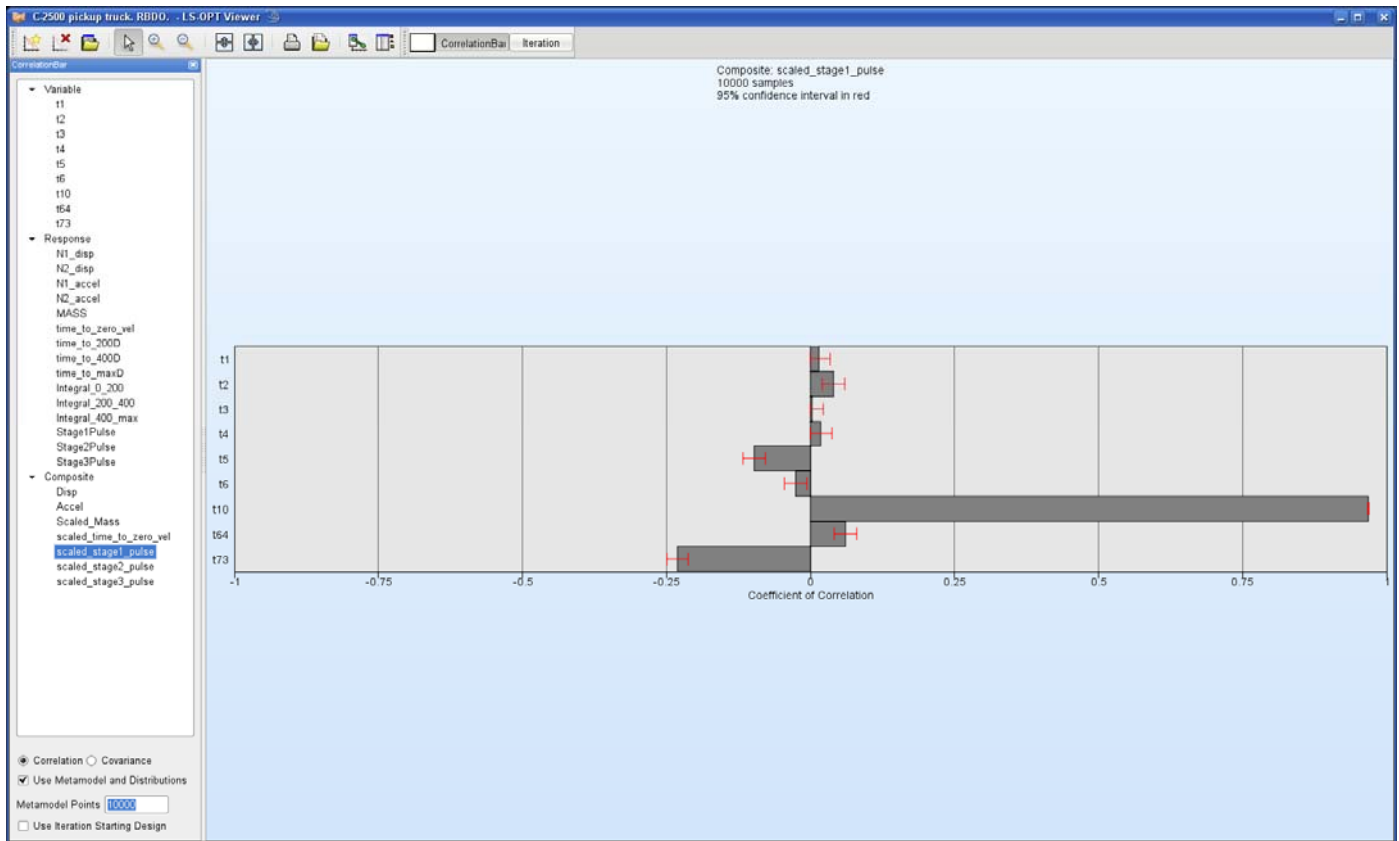 C-2500 pickup truck. RBDO. - LS-OPT Viewer
CorrelationBar Iteration
CorrelationBar
Variable
t1
t2
t3
t4
t5
t6
t10
t64
t73
Response
N1_disp
N2_disp
N1_accel
N2_accel
MASS
time_to_zero_vel
time_to_200D
time_to_400D
time_to_maxD
Integral_0_200
Integral_200_400
Integral_400_max
Stage1Pulse
Stage2Pulse
Stage3Pulse
Composite
Disp
Accel
Scaled_Mass
scaled_time_to_zero_vel
scaled_stage1_pulse
scaled_stage2_pulse
scaled_stage3_pulse
Correlation Covariance
Use Metamodel and Distributions
Metamodel Points 10000
Use Iteration Starting Design
Composite: scaled_stage1_pulse
10000 samples
95% confidence interval in red
t1
t2
t3
t4
t5
t6
t10
t64
t73
-1 -0.75 -0.5 -0.25 0 0.25 0.5 0.75 1
Coefficient of Correlation